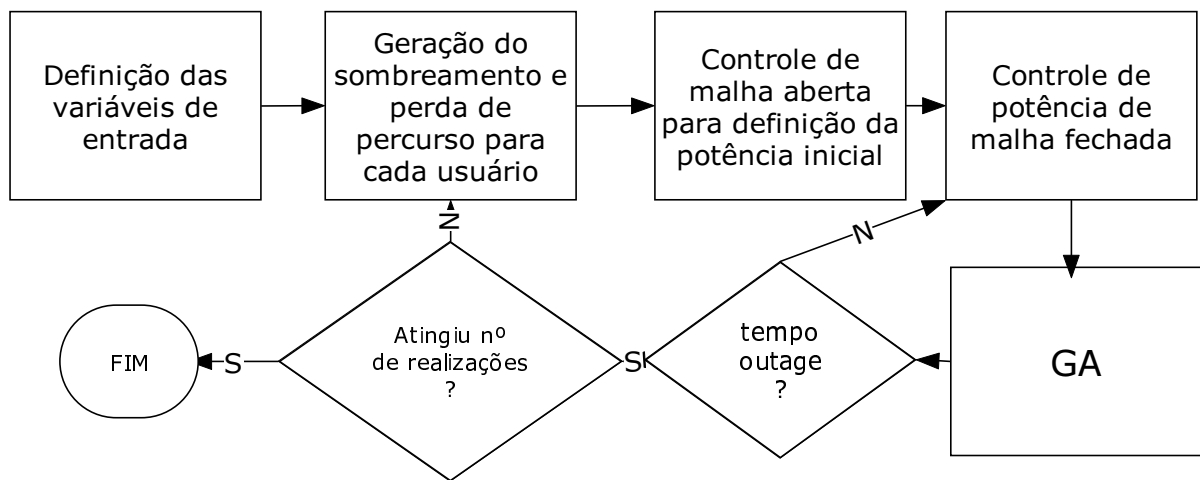 Definição das
variáveis de
entrada
Geração do
sombreamento e
perda de
percurso para
cada usuário
Controle de
malha aberta
para definição da
potência inicial
Controle de
potência de
malha fechada
N
N
FIM
S
Atingiu nº
de realizações
?
S
tempo
outage
?
GA